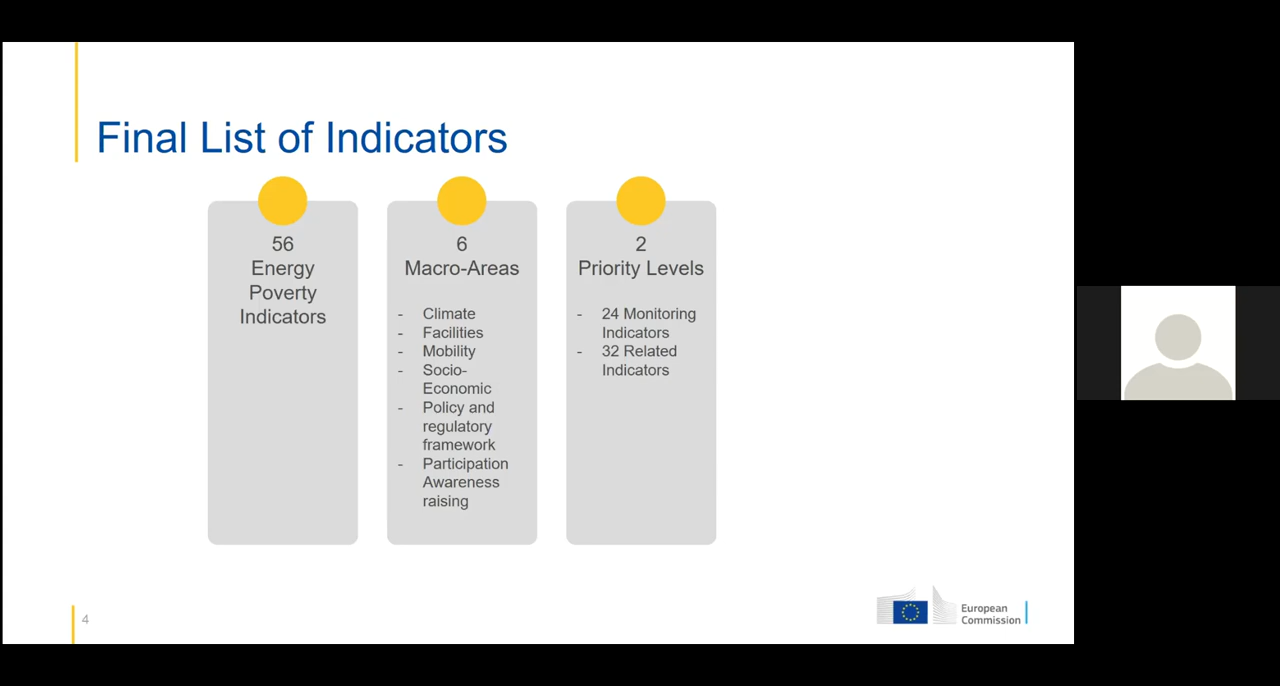 Final List of Indicators
56
Energy
Poverty
Indicators
6
Macro-Areas
- Climate
- Facilities
- Mobility
- Socio-
Economic
- Policy and
regulatory
framework
- Participation
Awareness
raising
2
Priority Levels
- 24 Monitoring
Indicators
- 32 Related
Indicators
4
European
Commission